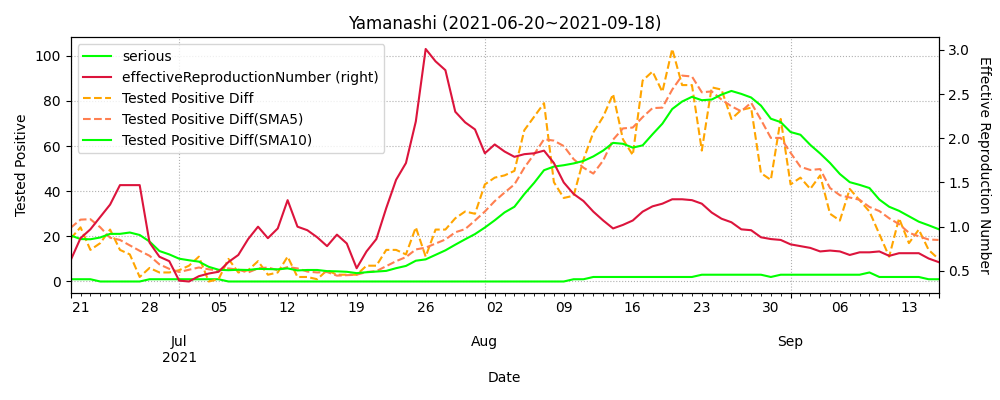 Yamanashi (2021-06-20~2021-09-18)
serious
effectiveReproductionNumber (right)
Tested Positive Diff
Tested Positive Diff(SMA5)
Tested Positive Diff(SMA10)
Tested Positive
100
80
60
40
20
0
3.0
2.5
2.0
1.5
1.0
0.5
Effective Reproduction Number
21 28 05 12 19 26 02 09 16 23 30 06 13
Jul Aug Sep
2021
Date